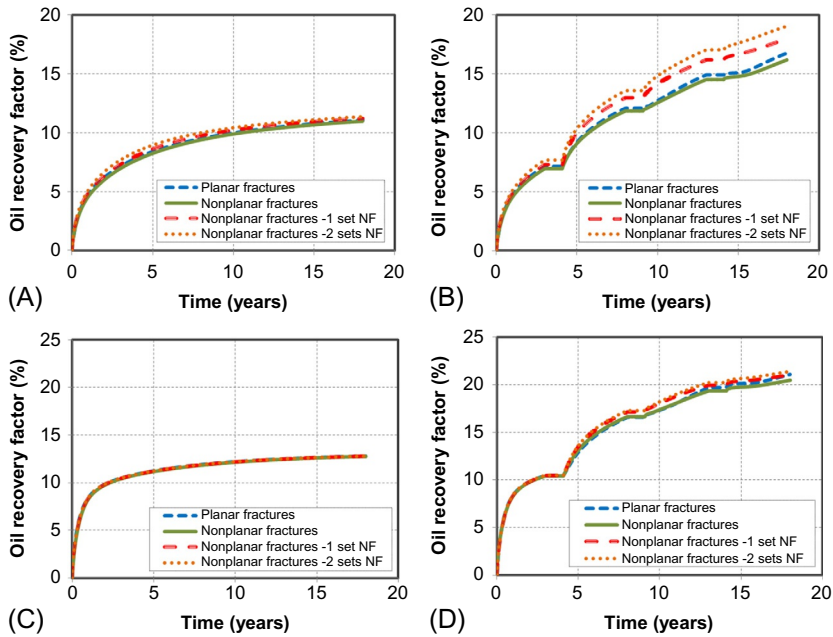 20
15
10
5
0
Oil recovery factor (%)
Planar fractures
Nonplanar fractures
Nonplanar fractures -1 set NF
Nonplanar fractures -2 sets NF
0 5 10 15 20
Time (years)
(A)
20
15
10
5
0
Oil recovery factor (%)
Planar fractures
Nonplanar fractures
Nonplanar fractures -1 set NF
Nonplanar fractures -2 sets NF
0 5 10 15 20
Time (years)
(B)
25
20
15
10
5
0
Oil recovery factor (%)
Planar fractures
Nonplanar fractures
Nonplanar fractures -1 set NF
Nonplanar fractures -2 sets NF
0 5 10 15 20
Time (years)
(C)
25
20
15
10
5
0
Oil recovery factor (%)
Planar fractures
Nonplanar fractures
Nonplanar fractures -1 set NF
Nonplanar fractures -2 sets NF
0 5 10 15 20
Time (years)
(D)